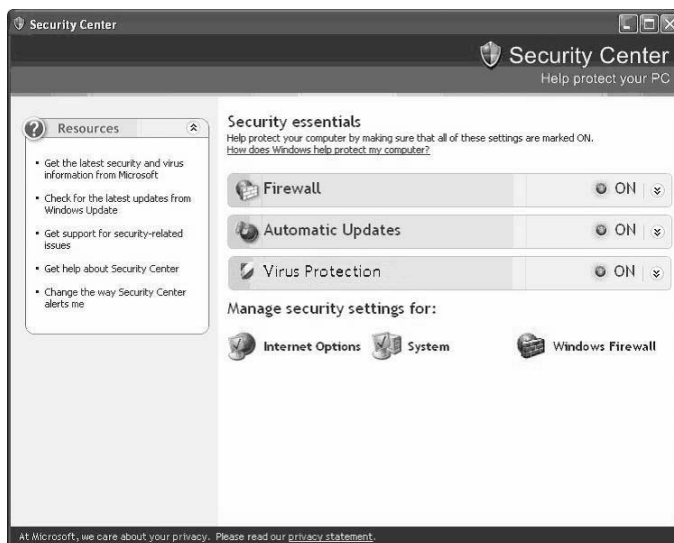 Security Center
Security Center
Help protect your PC
Resources
Get the latest security and virus
information from Microsoft
Check for the latest updates from
Windows Update
Get support for security-related
issues
Get help about Security Center
Change the way Security Center
alerts me
Security essentials
Help protect your computer by making sure that all of these settings are marked ON.
How does Windows help protect my computer?
Firewall ON
Automatic Updates ON
Virus Protection ON
Manage security settings for:
Internet Options System Windows Firewall
At Microsoft, we care about your privacy. Please read our privacy statement.